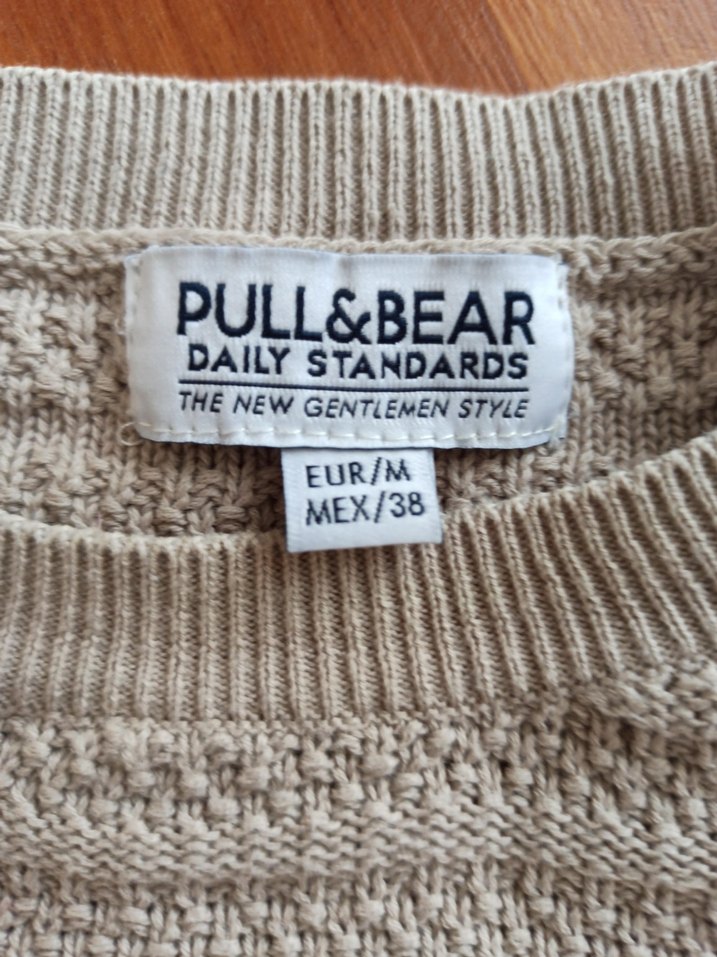 PULL&BEAR
DAILY STANDARDS
THE NEW GENTLEMEN STYLE
EUR/M
MEX/38